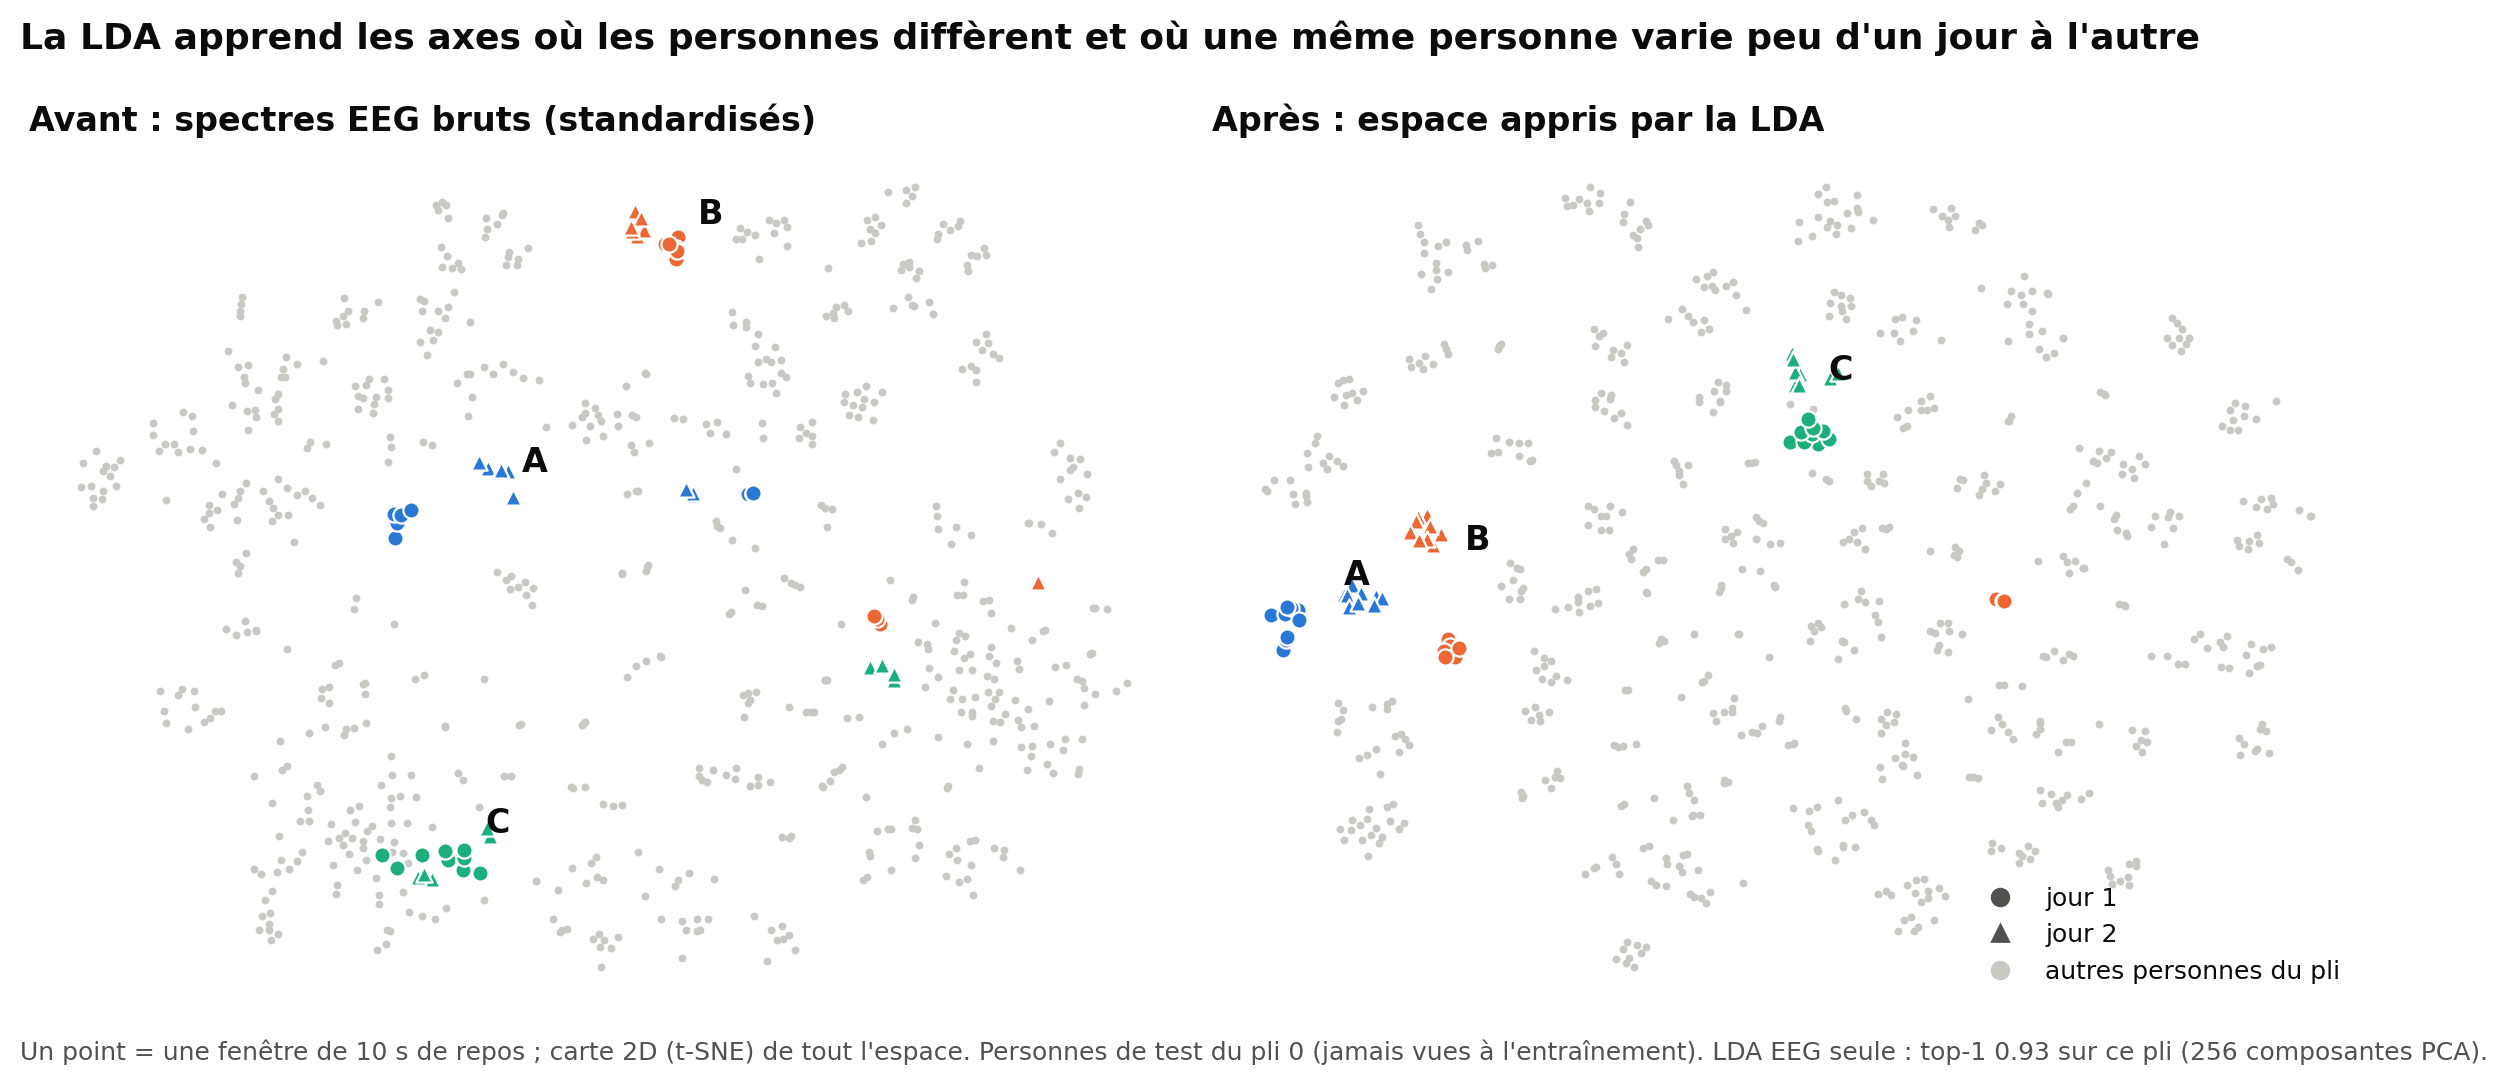 La LDA apprend les axes où les personnes diffèrent et où une même personne varie peu d'un jour à l'autre
Avant : spectres EEG bruts (standardisés)
B
A
C
Après : espace appris par la LDA
C
B
A
jour 1
jour 2
autres personnes du pli
Un point = une fenêtre de 10 s de repos ; carte 2D (t-SNE) de tout l'espace. Personnes de test du pli 0 (jamais vues à l'entraînement). LDA EEG seule : top-1 0.93 sur ce pli (256 composantes PCA).